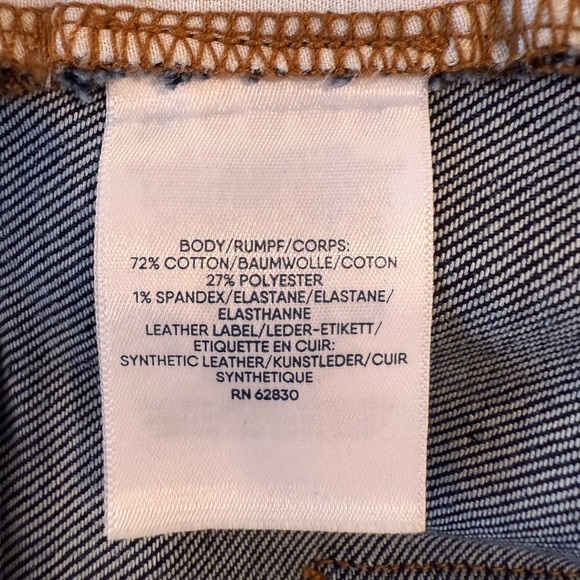 BODY/RUMPF/CORPS:
72% COTTON/BAUMWOLLE/COTON
27% POLYESTER
1% SPANDEX/ELASTANE/ELASTANE/
ELASTHANNE
LEATHER LABEL/LEDER-ETIKETT/
ETIQUETTE EN CUIR:
SYNTHETIC LEATHER/KUNSTLEDER/CUIR
SYNTHETIQUE
RN 62830